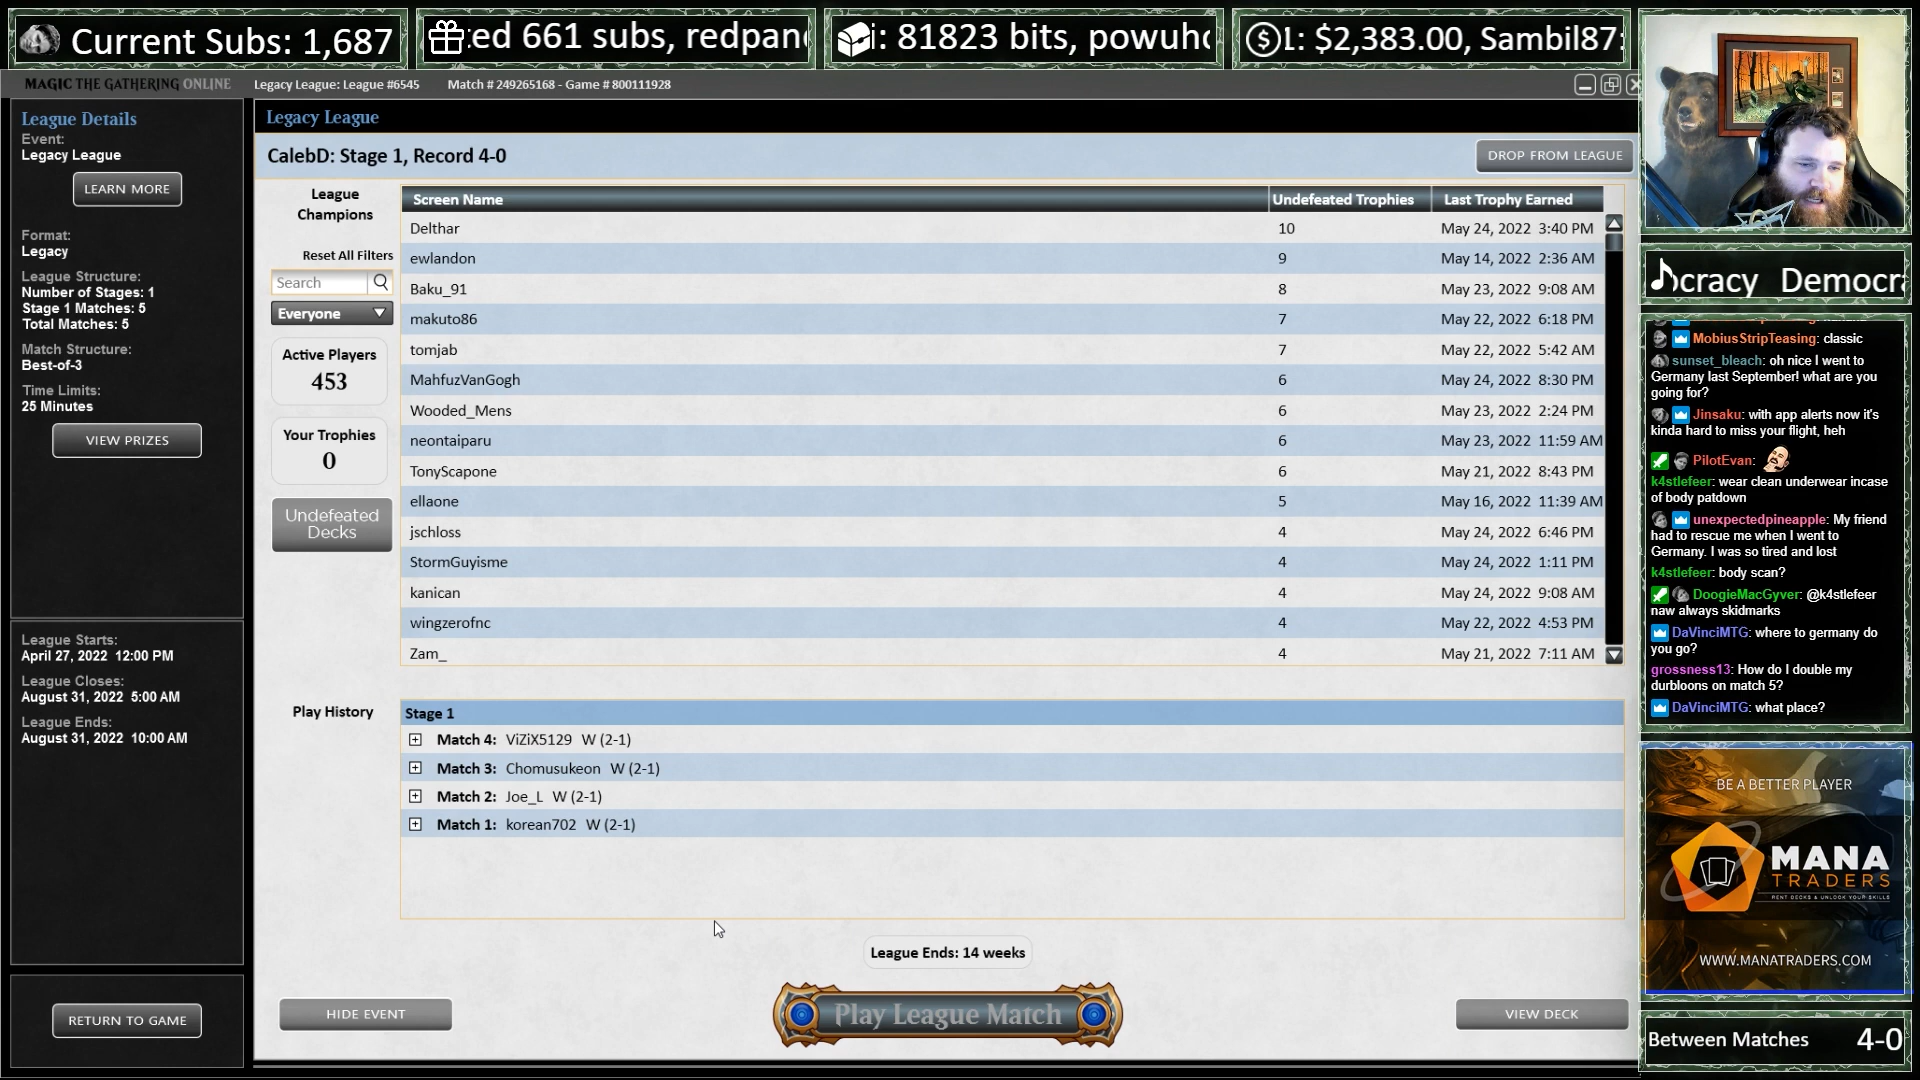 Current Subs: 1,687
ed 661 subs, redpan
: 81823 bits, powuh
1: $2,383.00, Sambil87:
MAGIC THE GATHERING ONLINE
Legacy League: League #6545
Match # 249265168 - Game # 800111928
League Details
Event:
Legacy League
LEARN MORE
Format:
Legacy
League Structure:
Number of Stages: 1
Stage 1 Matches: 5
Total Matches: 5
Match Structure:
Best-of-3
Time Limits:
25 Minutes
VIEW PRIZES
League Starts:
April 27, 2022 12:00 PM
League Closes:
August 31, 2022 5:00 AM
League Ends:
August 31, 2022 10:00 AM
RETURN TO GAME
Legacy League
CalebD: Stage 1, Record 4-0
DROP FROM LEAGUE
League
Champions
Reset All Filters
Search
Everyone
Active Players
453
Your Trophies
0
Undefeated
Decks
Screen Name Undefeated Trophies Last Trophy Earned
Delthar 10 May 24, 2022 3:40 PM
ewlandon 9 May 14, 2022 2:36 AM
Baku_91 8 May 23, 2022 9:08 AM
makuto86 7 May 22, 2022 6:18 PM
tomjab 7 May 22, 2022 5:42 AM
MahfuzVanGogh 6 May 24, 2022 8:30 PM
Wooded_Mens 6 May 23, 2022 2:24 PM
neontaiparu 6 May 23, 2022 11:59 AM
TonyScapone 6 May 21, 2022 8:43 PM
ellaone 5 May 16, 2022 11:39 AM
jschloss 4 May 24, 2022 6:46 PM
StormGuyisme 4 May 24, 2022 1:11 PM
kanican 4 May 24, 2022 9:08 AM
wingzerofnc 4 May 22, 2022 4:53 PM
Zam_ 4 May 21, 2022 7:11 AM
Play History
Stage 1
Match 4: ViZiX5129 W (2-1)
Match 3: Chomusukeon W (2-1)
Match 2: Joe_L W (2-1)
Match 1: korean702 W (2-1)
League Ends: 14 weeks
HIDE EVENT
Play League Match
VIEW DECK
cracy Democra
MobiusStripTeasing: classic
sunset_bleach: oh nice I went to
Germany last September! what are you
going for?
Jinsaku: with app alerts now it's
kinda hard to miss your flight, heh
PilotEvan:
k4stlefeer: wear clean underwear incase
of body patdown
unexpectedpineapple: My friend
had to rescue me when I went to
Germany. I was so tired and lost
k4stlefeer: body scan?
DoogieMacGyver: @k4stlefeer
naw always skidmarks
DaVinciMTG: where to germany do
you go?
grossness13: How do I double my
durbloons on match 5?
DaVinciMTG: what place?
BE A BETTER PLAYER
MANA
TRADERS
RENT DECKS & UNLOCK YOUR SKILLS
WWW.MANATRADERS.COM
Between Matches 4-0